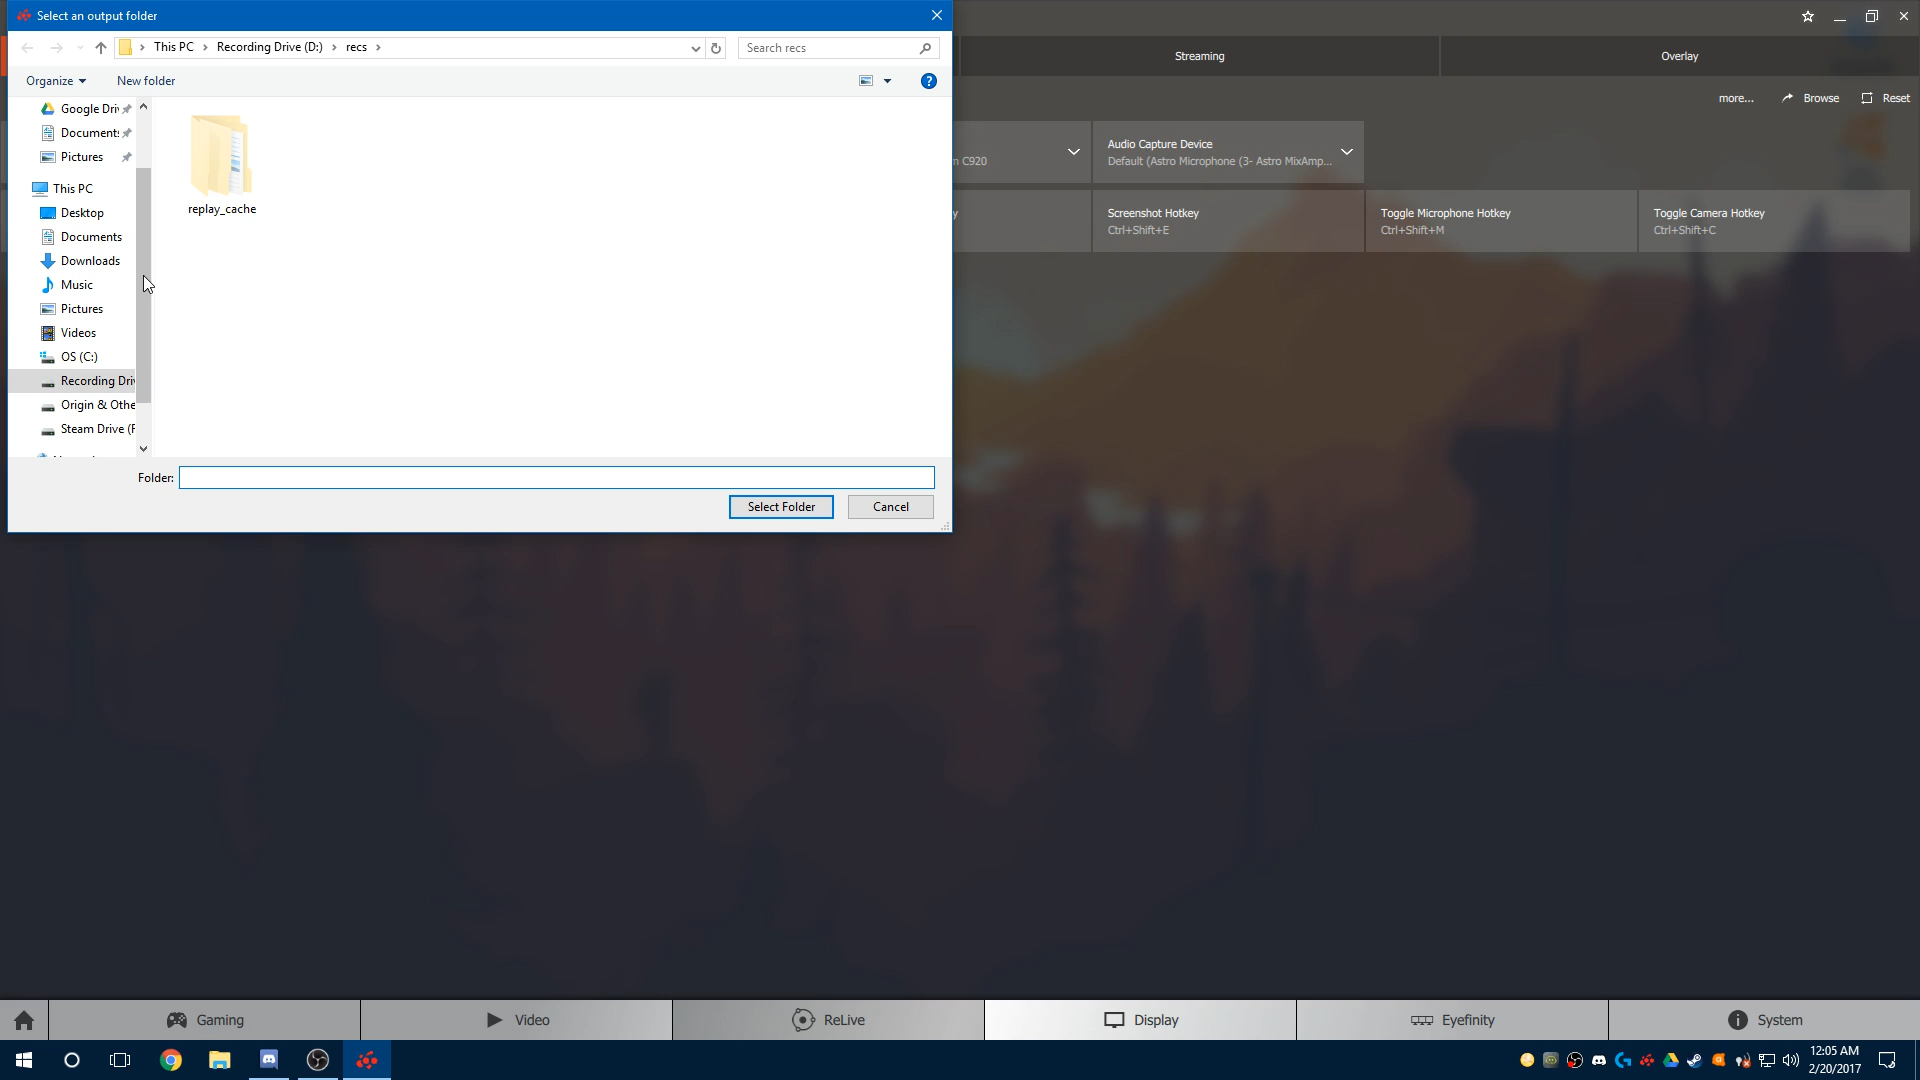 Select an output folder
This PC > Recording Drive (D:) > recs >
Search recs
Organize
New folder
Google Dri
Document:
Pictures
This PC
Desktop
Documents
Downloads
Music
Pictures
Videos
OS (C:)
Recording Dri
Origin & Othe
Steam Drive (F
replay_cache
Folder:
Select Folder
Cancel
Streaming
Overlay
more...
Browse
Reset
C920
Audio Capture Device
Default (Astro Microphone (3- Astro MixAmp...
y
Screenshot Hotkey
Ctrl+Shift+E
Toggle Microphone Hotkey
Ctrl+Shift+M
Toggle Camera Hotkey
Ctrl+Shift+C
Gaming
Video
ReLive
Display
Eyefinity
System
12:05 AM
2/20/2017